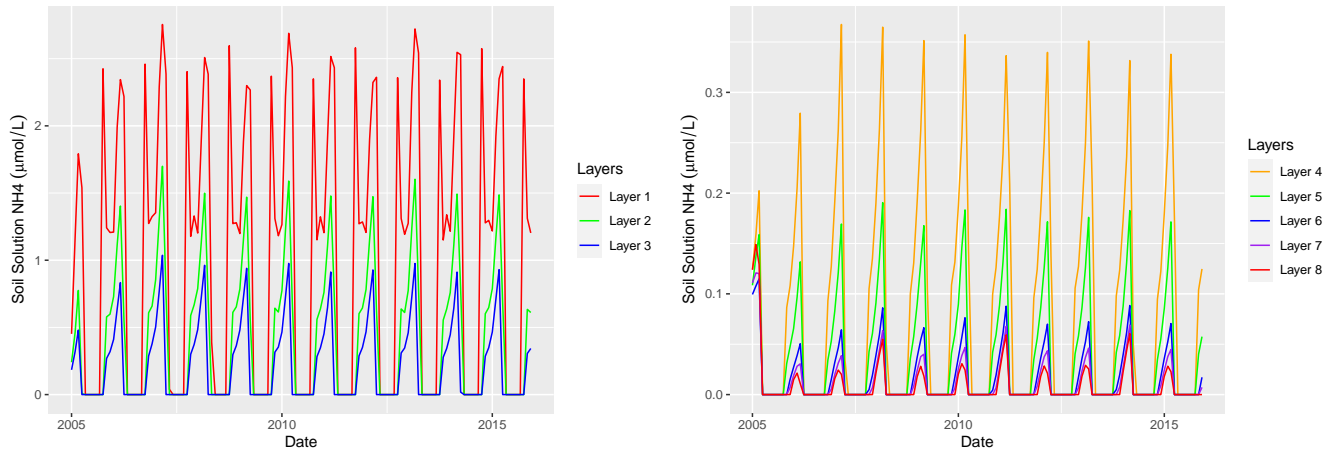 Soil Solution NH4 (μmol/L)
2
1
0
2005
2010
2015
Date
Layers
Layer 1
Layer 2
Layer 3
Soil Solution NH4 (μmol/L)
0.3
0.2
0.1
0.0
2005
2010
2015
Date
Layers
Layer 4
Layer 5
Layer 6
Layer 7
Layer 8